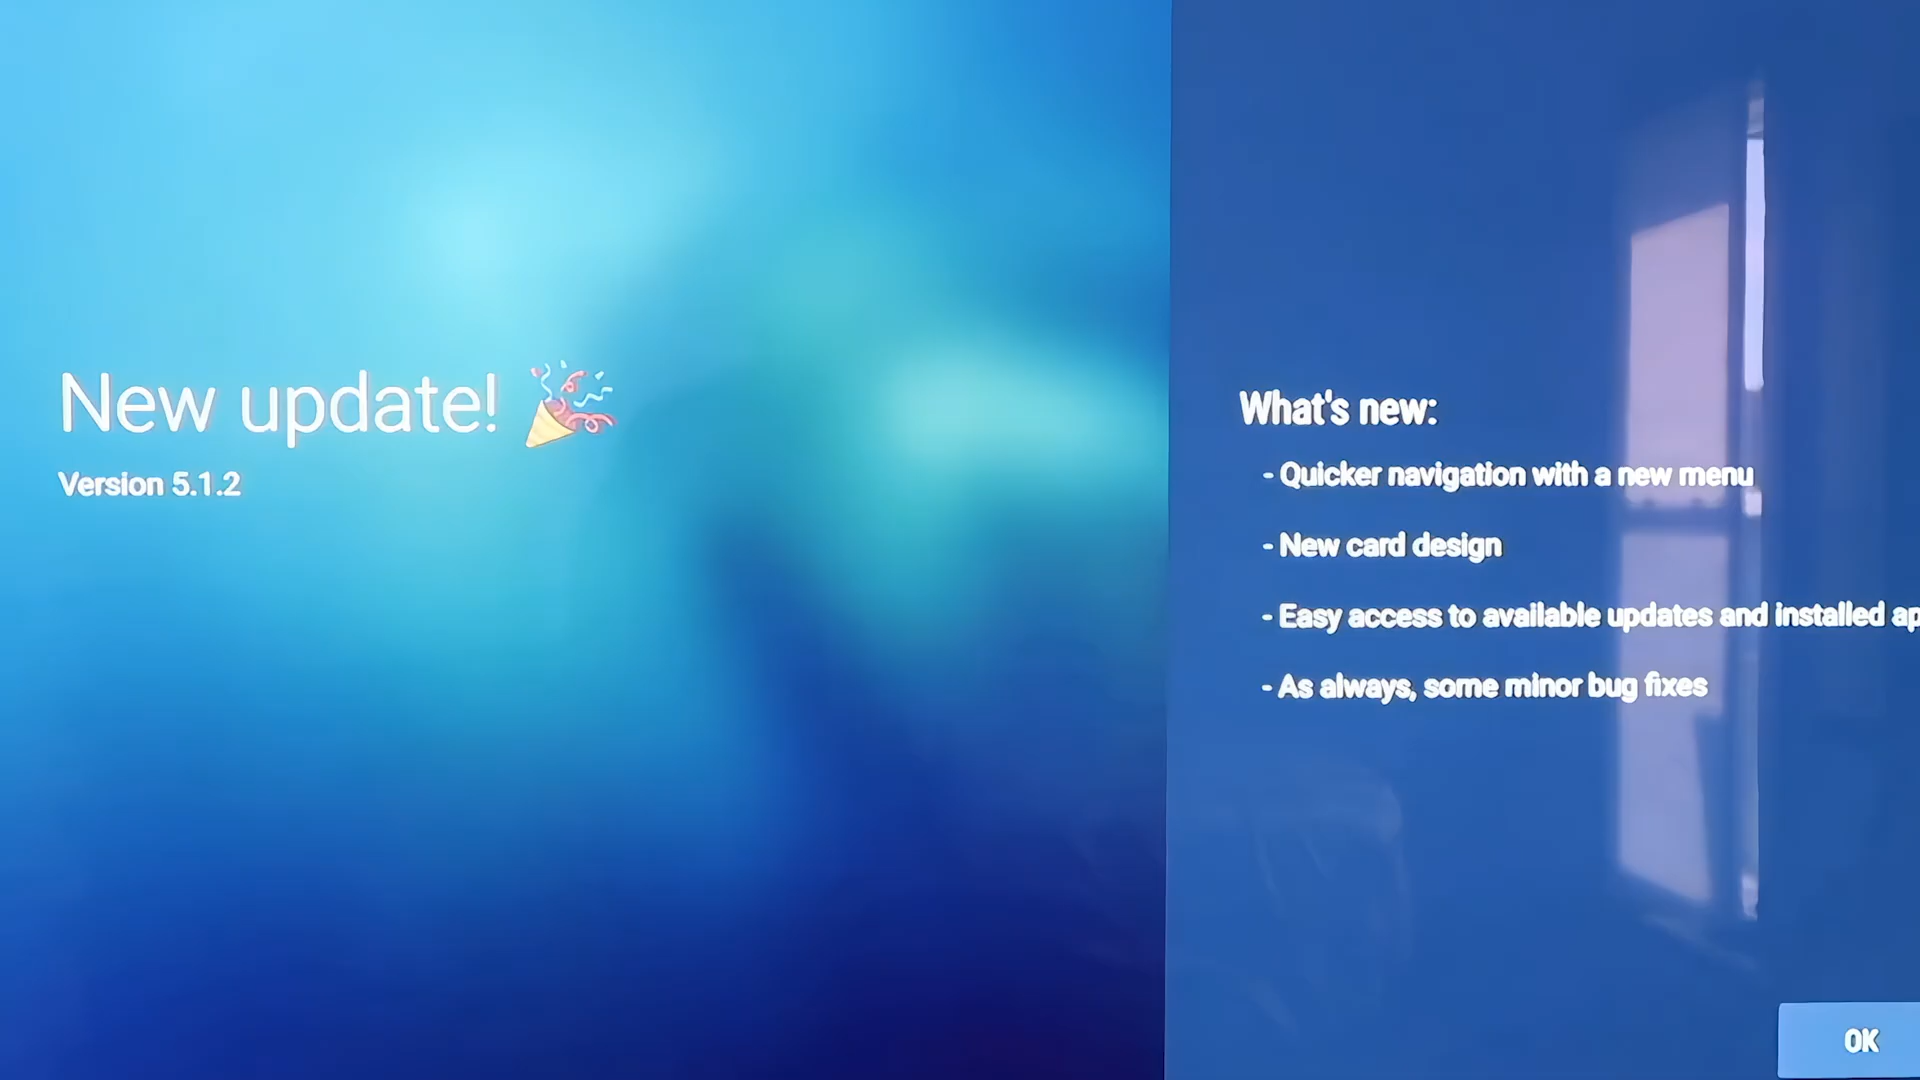 New update! 🎉
Version 5.1.2
What's new:
- Quicker navigation with a new menu
- New card design
- Easy access to available updates and installed
- As always, some minor bug fixes
OK